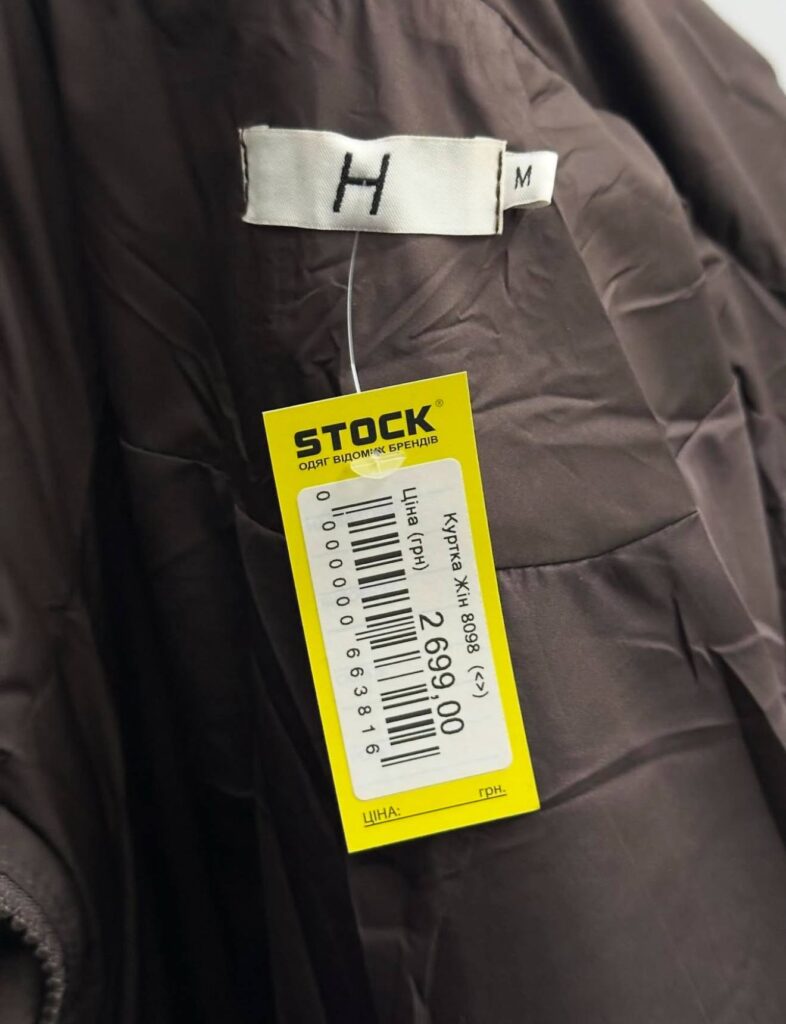 H
M
STOCK®
ОДЯГ ВІДОМИХ БРЕНДІВ
Куртка Жін 8098 (<>)
Ціна (грн) 2 699,00
0 000000 663816
ЦІНА: грн.